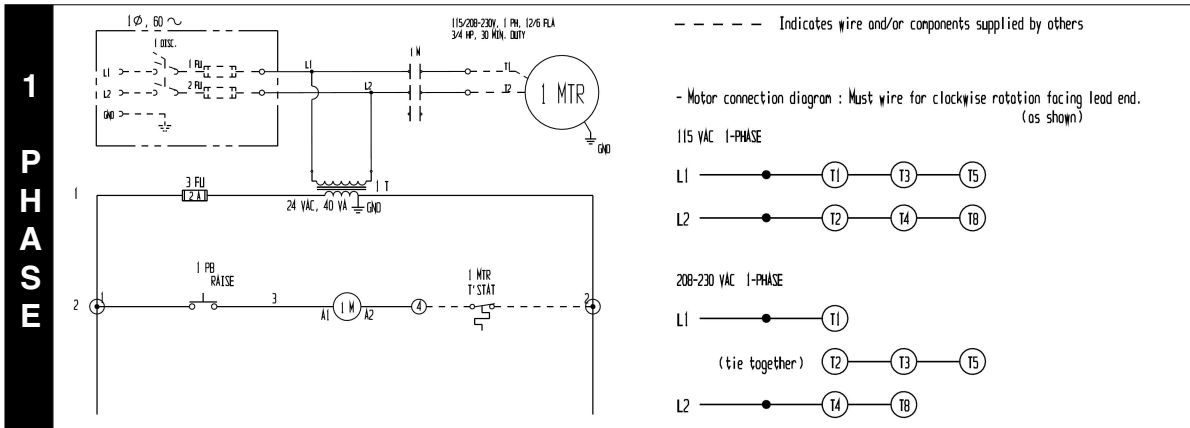 1 PHASE
1Ø, 60 ~
1 DISC.
L1
1 FU
L2
2 FU
GND
L1
L2
1 M
115/208-230V, 1 PH, 12/6 FLA
3/4 HP, 30 MIN. DUTY
T1
T2
1 MTR
GND
1
3 FU
2 A
1 T
24 VAC, 40 VA
GND
2
1
1 PB
RAISE
3
A1
1 M
A2
4
1 MTR
T'STAT
2
Indicates wire and/or components supplied by others
- Motor connection diagram : Must wire for clockwise rotation facing lead end.
(as shown)
115 VAC 1-PHASE
L1 T1 T3 T5
L2 T2 T4 T8
208-230 VAC 1-PHASE
L1 T1
(tie together) T2 T3 T5
L2 T4 T8